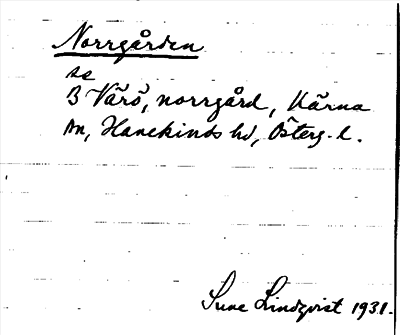 Norrgården
se
B Värö, norrgård, Kärna
sn, Hanekinds hd, Österg. l.
Sune Lindqvist 1931.